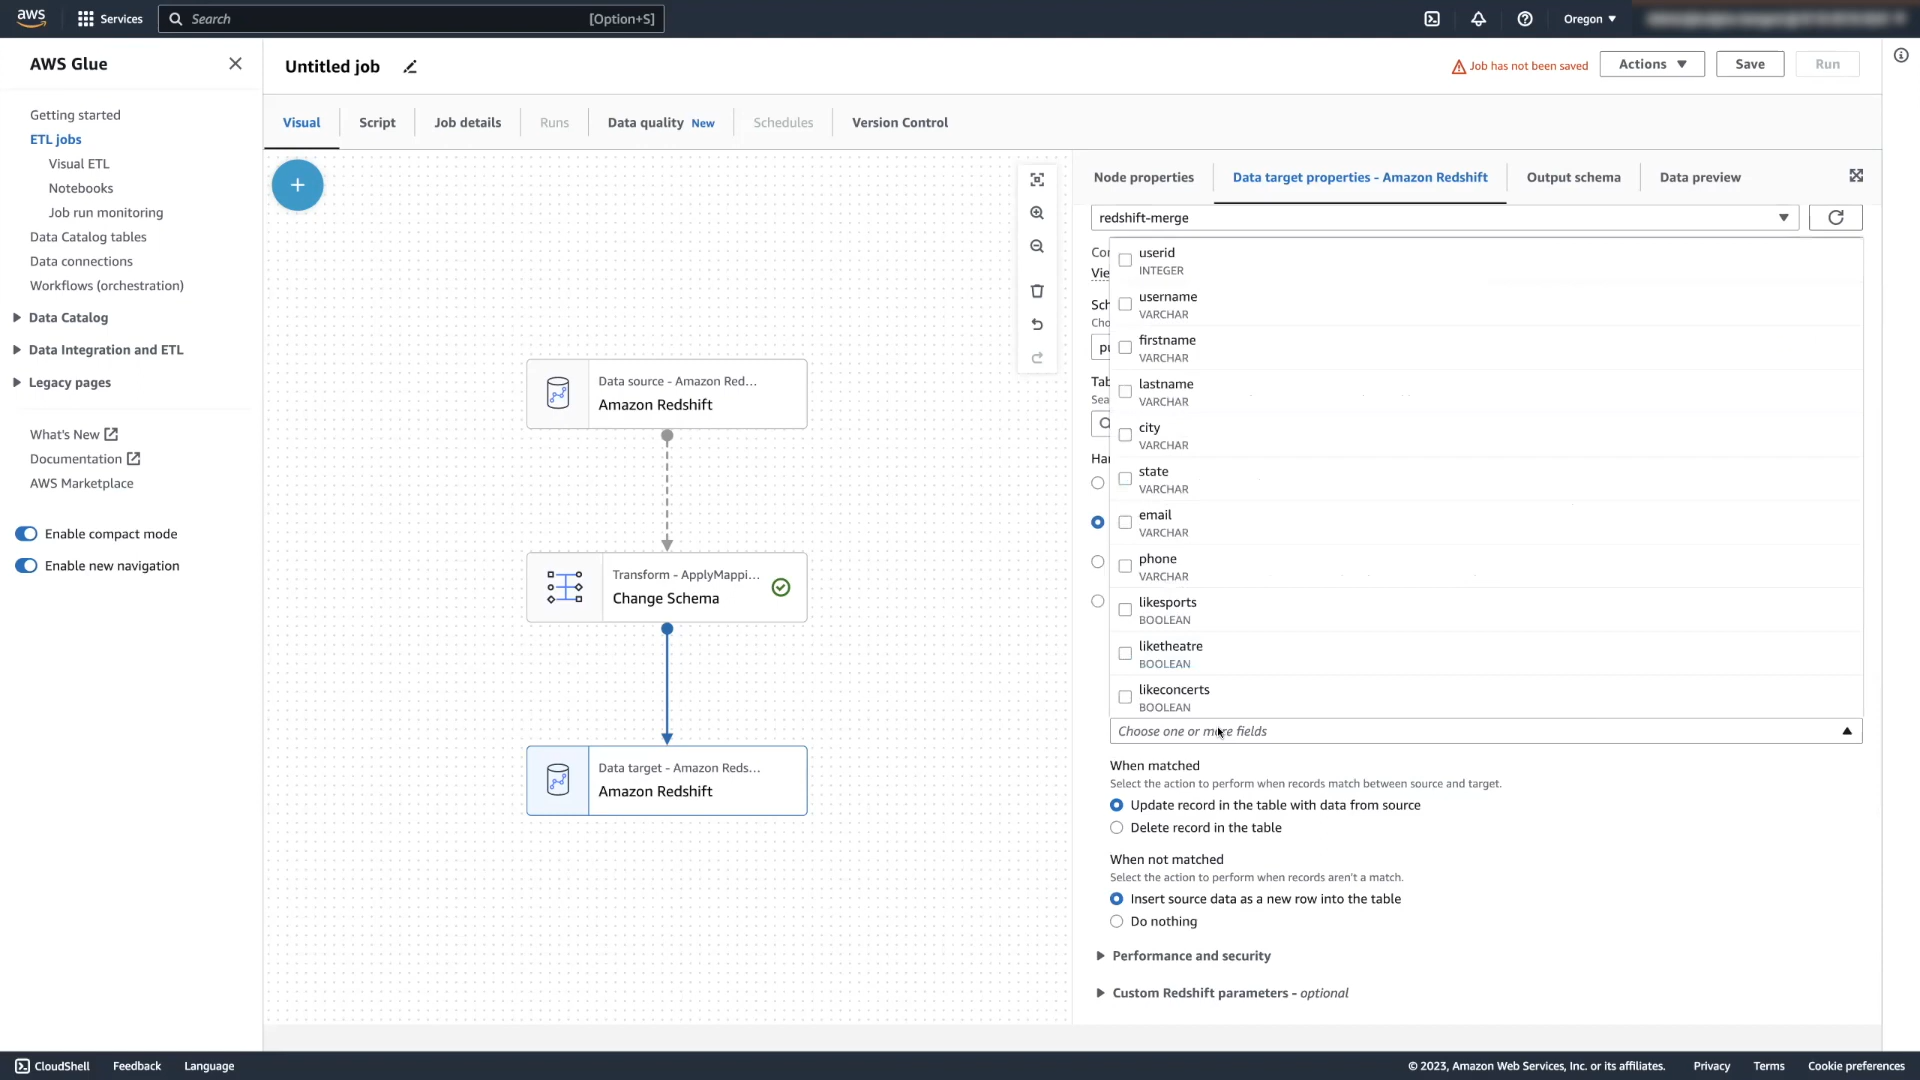 aws
Services
Search
[Option+S]
Oregon
AWS Glue
Getting started
ETL jobs
Visual ETL
Notebooks
Job run monitoring
Data Catalog tables
Data connections
Workflows (orchestration)
Data Catalog
Data Integration and ETL
Legacy pages
What's New
Documentation
AWS Marketplace
Enable compact mode
Enable new navigation
Untitled job
Job has not been saved
Actions
Save
Run
Visual
Script
Job details
Runs
Data quality New
Schedules
Version Control
Data source - Amazon Red...
Amazon Redshift
Transform - ApplyMappi...
Change Schema
Data target - Amazon Reds...
Amazon Redshift
Node properties
Data target properties - Amazon Redshift
Output schema
Data preview
redshift-merge
userid
INTEGER
username
VARCHAR
firstname
VARCHAR
lastname
VARCHAR
city
VARCHAR
state
VARCHAR
email
VARCHAR
phone
VARCHAR
likesports
BOOLEAN
liketheatre
BOOLEAN
likeconcerts
BOOLEAN
Choose one or more fields
When matched
Select the action to perform when records match between source and target.
Update record in the table with data from source
Delete record in the table
When not matched
Select the action to perform when records aren't a match.
Insert source data as a new row into the table
Do nothing
Performance and security
Custom Redshift parameters - optional
CloudShell
Feedback
Language
© 2023, Amazon Web Services, Inc. or its affiliates.
Privacy
Terms
Cookie preferences